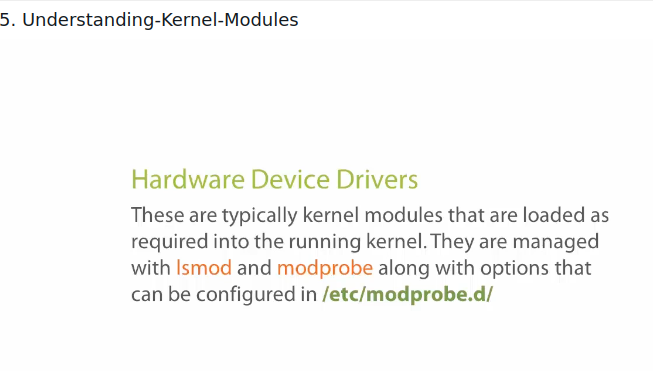 5. Understanding-Kernel-Modules
Hardware Device Drivers
These are typically kernel modules that are loaded as
required into the running kernel. They are managed
with lsmod and modprobe along with options that
can be configured in /etc/modprobe.d/